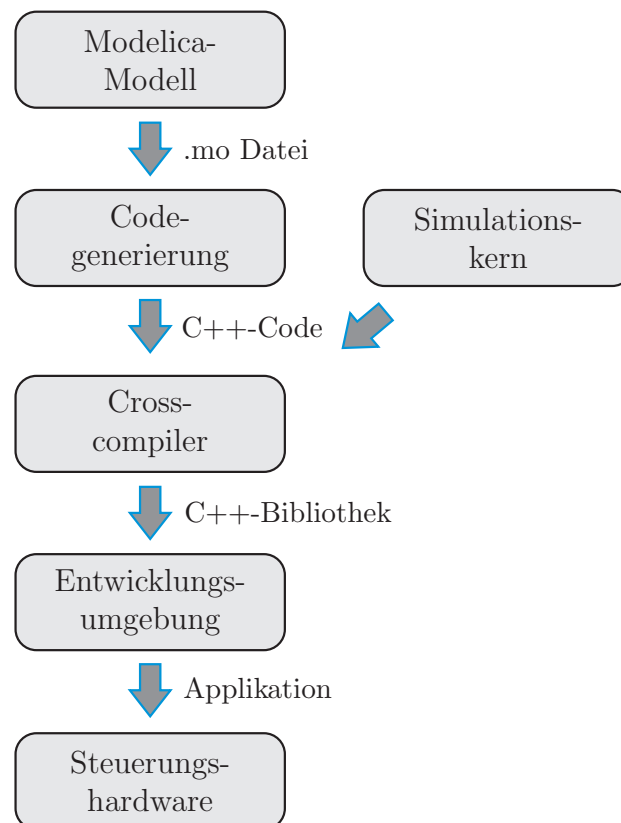 Modelica-
Modell
.mo Datei
Code-
generierung
Simulations-
kern
C++-Code
Cross-
compiler
C++-Bibliothek
Entwicklungs-
umgebung
Applikation
Steuerungs-
hardware